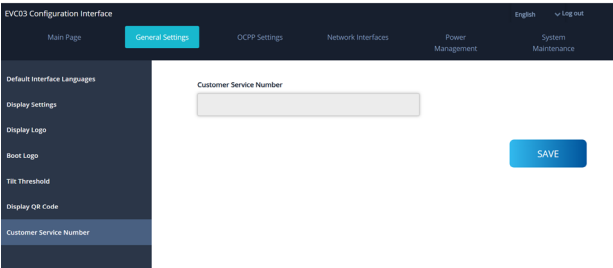 EVC03 Configuration Interface
English
Log out
Main Page
General Settings
OCPP Settings
Network Interfaces
Power
Management
System
Maintenance
Default Interface Languages
Display Settings
Display Logo
Boot Logo
Tilt Threshold
Display QR Code
Customer Service Number
Customer Service Number
SAVE